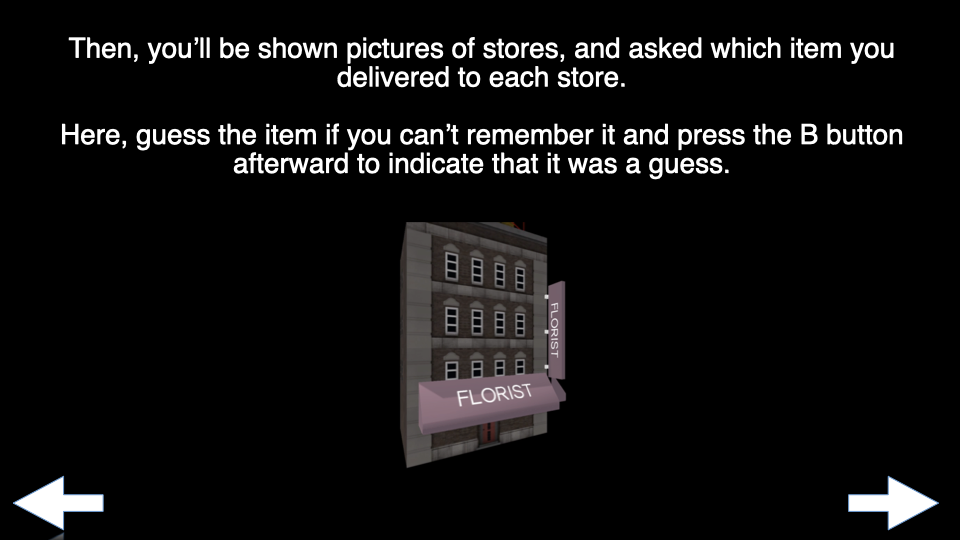 Then, you’ll be shown pictures of stores, and asked which item you
delivered to each store.
Here, guess the item if you can’t remember it and press the B button
afterward to indicate that it was a guess.
FLORIST
FLORIST